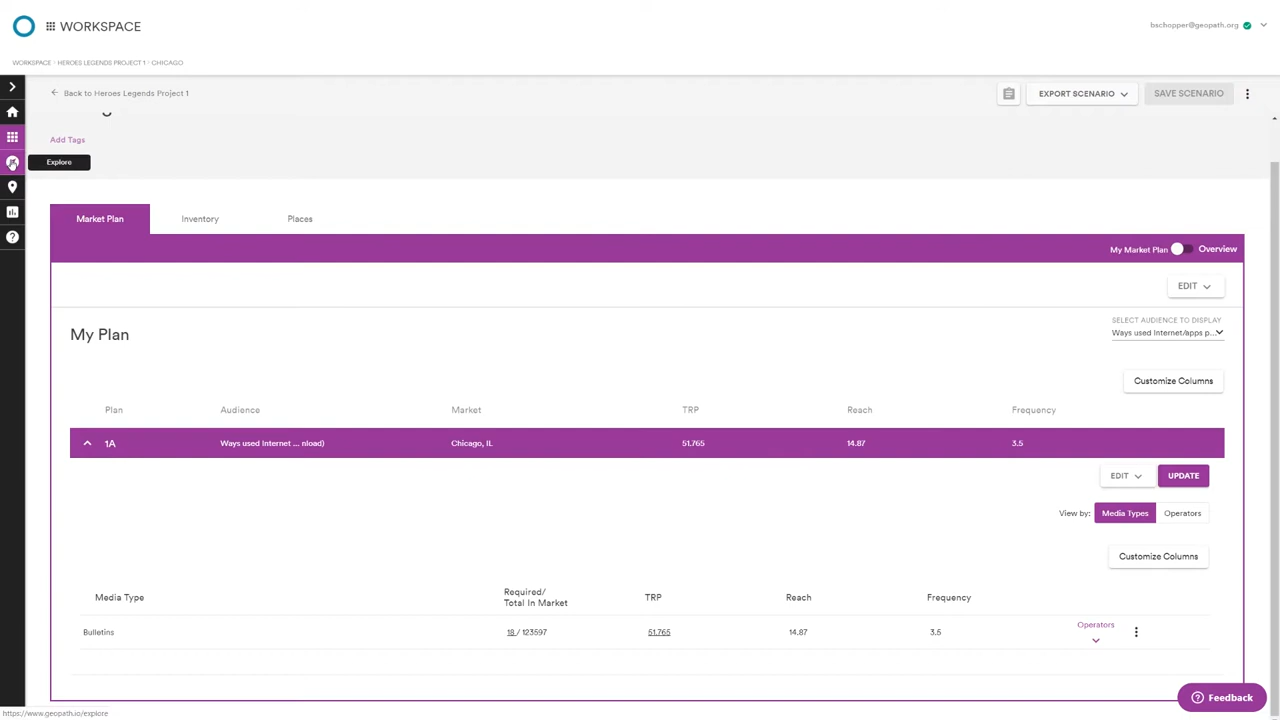 WORKSPACE
bschopper@geopath.org
WORKSPACE > HEROES LEGENDS PROJECT 1 > CHICAGO
Back to Heroes Legends Project 1
EXPORT SCENARIO
SAVE SCENARIO
Add Tags
Explore
Market Plan
Inventory
Places
My Market Plan
Overview
EDIT
My Plan
SELECT AUDIENCE TO DISPLAY
Ways used Internet/apps p...
Customize Columns
Plan Audience Market TRP Reach Frequency
1A Ways used Internet ... nload) Chicago, IL 51.765 14.87 3.5
EDIT UPDATE
View by: Media Types Operators
Customize Columns
Media Type Required/ Total In Market TRP Reach Frequency
Bulletins 18 / 123597 51.765 14.87 3.5 Operators
Feedback
https://www.geopath.io/explore